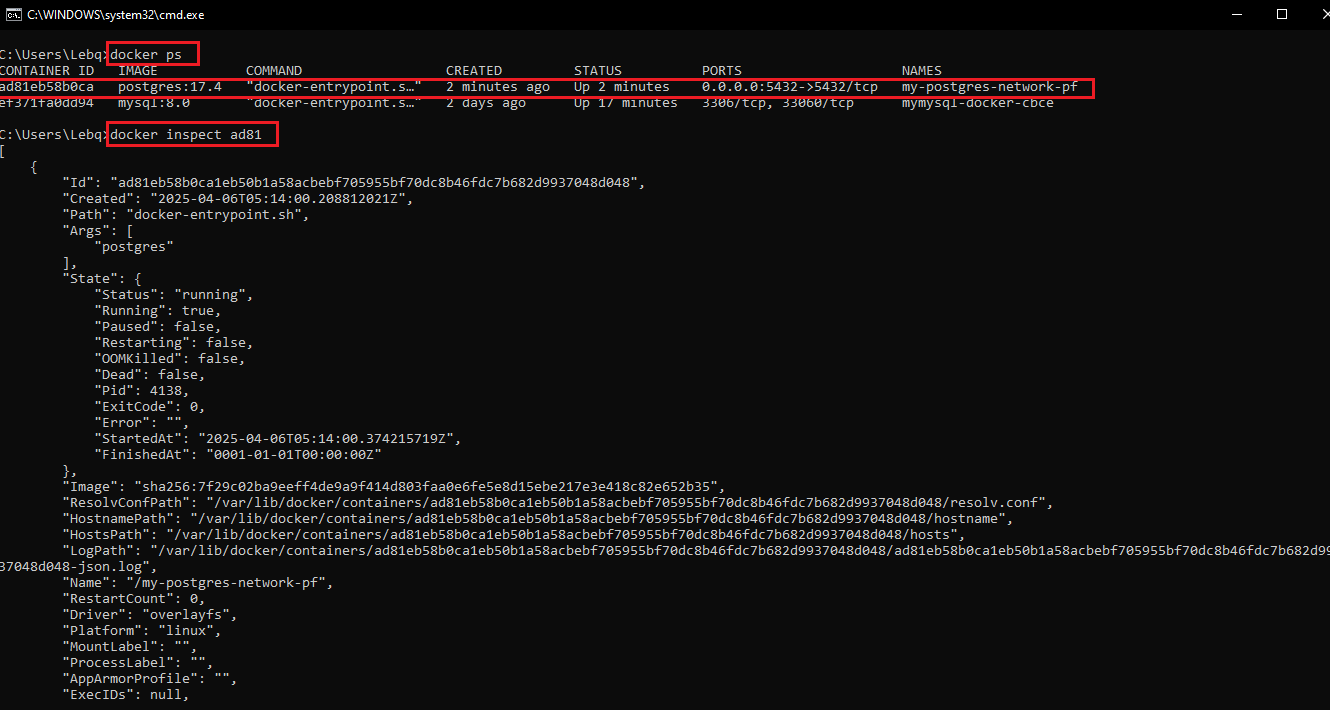 C:\WINDOWS\system32\cmd.exe
C:\Users\Lebq>docker ps
CONTAINER ID   IMAGE           COMMAND                  CREATED         STATUS          PORTS                    NAMES
ad81eb58b0ca   postgres:17.4   "docker-entrypoint.s…"   2 minutes ago   Up 2 minutes    0.0.0.0:5432->5432/tcp   my-postgres-network-pf
ef371fa0dd94   mysql:8.0       "docker-entrypoint.s…"   2 days ago      Up 17 minutes   3306/tcp, 33060/tcp      mymysql-docker-cbce
C:\Users\Lebq>docker inspect ad81
[
    {
        "Id": "ad81eb58b0ca1eb50b1a58acbebf705955bf70dc8b46fdc7b682d9937048d048",
        "Created": "2025-04-06T05:14:00.208812021Z",
        "Path": "docker-entrypoint.sh",
        "Args": [
            "postgres"
        ],
        "State": {
            "Status": "running",
            "Running": true,
            "Paused": false,
            "Restarting": false,
            "OOMKilled": false,
            "Dead": false,
            "Pid": 4138,
            "ExitCode": 0,
            "Error": "",
            "StartedAt": "2025-04-06T05:14:00.374215719Z",
            "FinishedAt": "0001-01-01T00:00:00Z"
        },
        "Image": "sha256:7f29c02ba9eeff4de9a9f414d803faa0e6fe5e8d15ebe217e3e418c82e652b35",
        "ResolvConfPath": "/var/lib/docker/containers/ad81eb58b0ca1eb50b1a58acbebf705955bf70dc8b46fdc7b682d9937048d048/resolv.conf",
        "HostnamePath": "/var/lib/docker/containers/ad81eb58b0ca1eb50b1a58acbebf705955bf70dc8b46fdc7b682d9937048d048/hostname",
        "HostsPath": "/var/lib/docker/containers/ad81eb58b0ca1eb50b1a58acbebf705955bf70dc8b46fdc7b682d9937048d048/hosts",
        "LogPath": "/var/lib/docker/containers/ad81eb58b0ca1eb50b1a58acbebf705955bf70dc8b46fdc7b682d9937048d048/ad81eb58b0ca1eb50b1a58acbebf705955bf70dc8b46fdc7b682d99
37048d048-json.log",
        "Name": "/my-postgres-network-pf",
        "RestartCount": 0,
        "Driver": "overlayfs",
        "Platform": "linux",
        "MountLabel": "",
        "ProcessLabel": "",
        "AppArmorProfile": "",
        "ExecIDs": null,